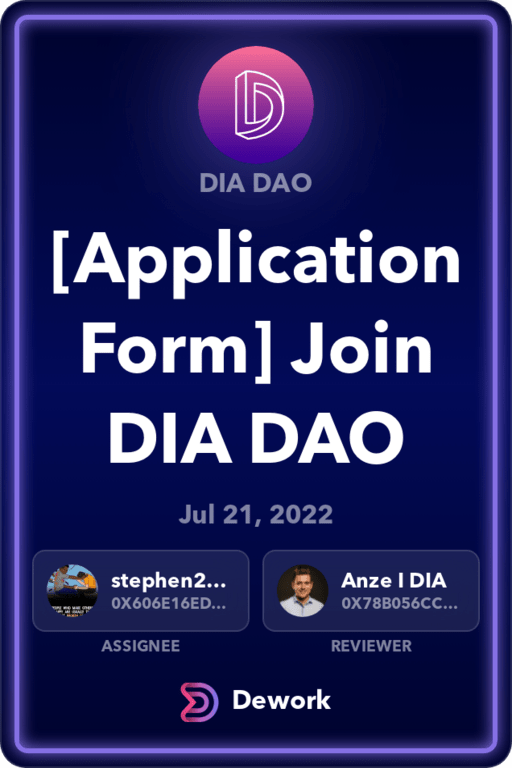 DIA DAO
[Application
Form] Join
DIA DAO
Jul 21, 2022
stephen2...
0X606E16ED...
ASSIGNEE
Anze I DIA
0X78B056CC...
REVIEWER
Dework